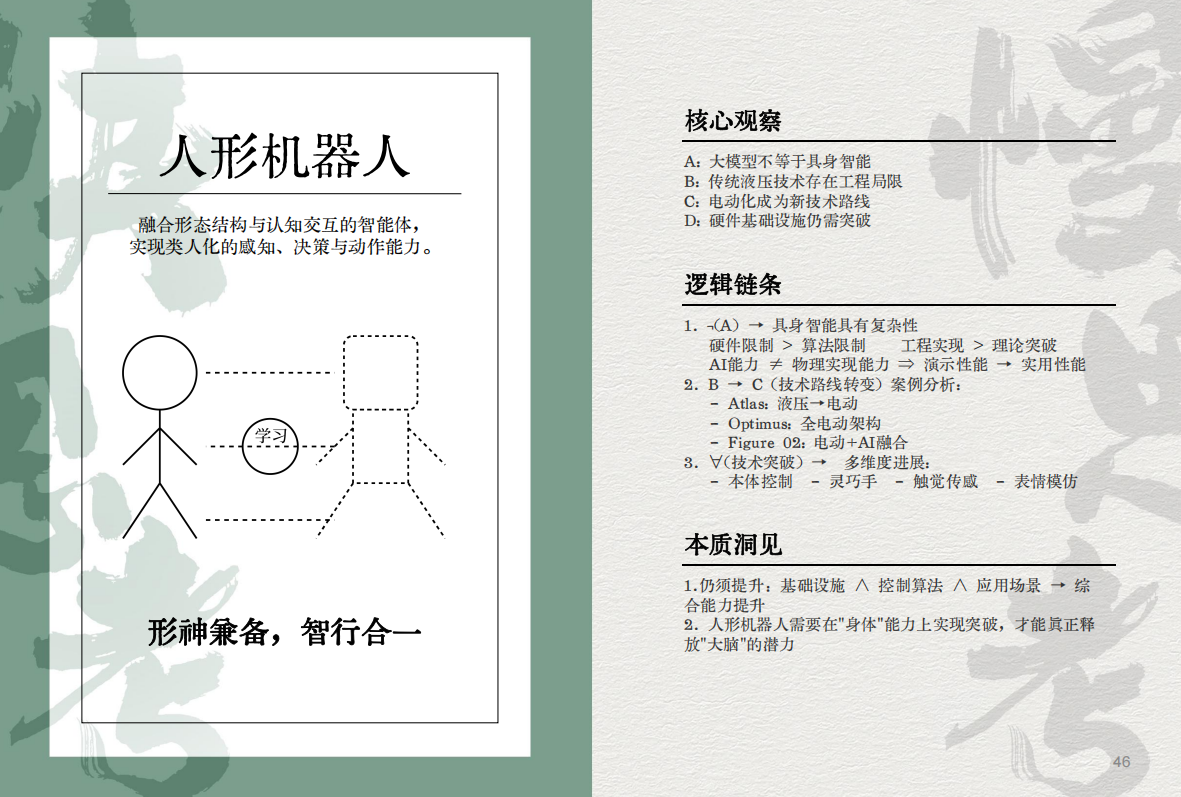 人形机器人
融合形态结构与认知交互的智能体，
实现类人化的感知、决策与动作能力。
学习
形神兼备，智行合一
核心观察
A: 大模型不等于具身智能
B: 传统液压技术存在工程局限
C: 电动化成为新技术路线
D: 硬件基础设施仍需突破
逻辑链条
1. ¬(A) → 具身智能具有复杂性
硬件限制 > 算法限制 工程实现 > 理论突破
AI能力 ≠ 物理实现能力 ⇒ 演示性能 → 实用性能
2. B → C（技术路线转变）案例分析:
- Atlas: 液压→电动
- Optimus: 全电动架构
- Figure 02: 电动+AI融合
3. ∀(技术突破) → 多维度进展:
- 本体控制 - 灵巧手 - 触觉传感 - 表情模仿
本质洞见
1.仍须提升: 基础设施 ∧ 控制算法 ∧ 应用场景 → 综
合能力提升
2. 人形机器人需要在"身体"能力上实现突破，才能真正释
放"大脑"的潜力
46